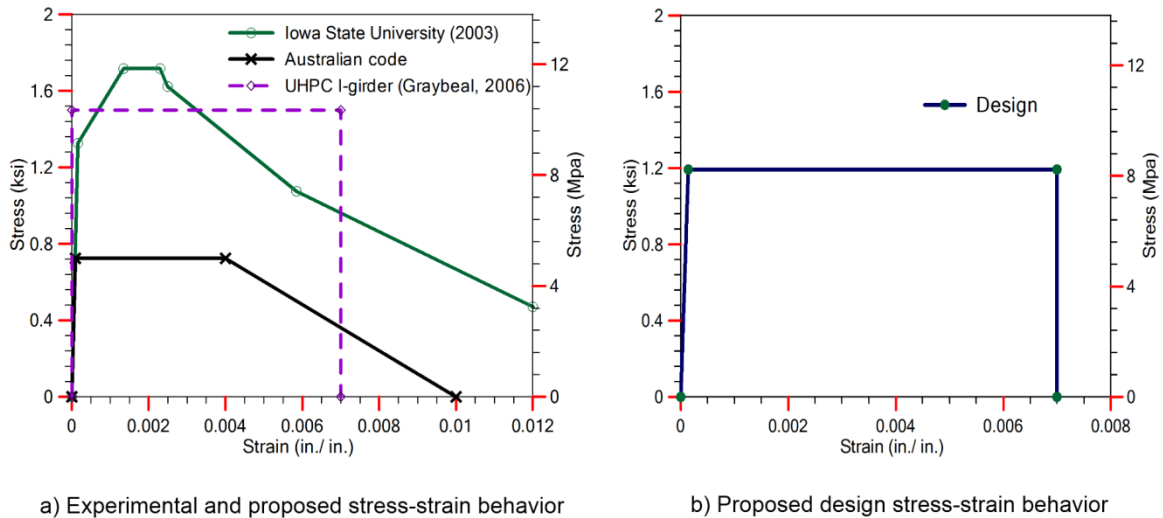 2
1.6
1.2
0.8
0.4
0
Stress (ksi)
Iowa State University (2003)
Australian code
UHPC I-girder (Graybeal, 2006)
12
8
4
0
Stress (Mpa)
0 0.002 0.004 0.006 0.008 0.01 0.012
Strain (in./ in.)
a) Experimental and proposed stress-strain behavior
2
1.6
1.2
0.8
0.4
0
Stress (ksi)
Design
12
8
4
0
Stress (Mpa)
0 0.002 0.004 0.006 0.008
Strain (in./ in.)
b) Proposed design stress-strain behavior